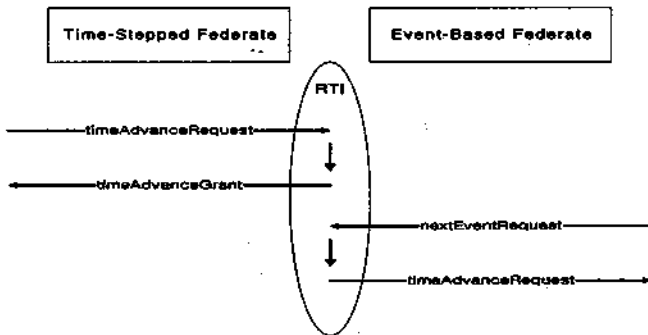 Time-Stepped Federate
Event-Based Federate
RTI
timeAdvanceRequest
timeAdvanceGrant
nextEventRequest
timeAdvanceRequest